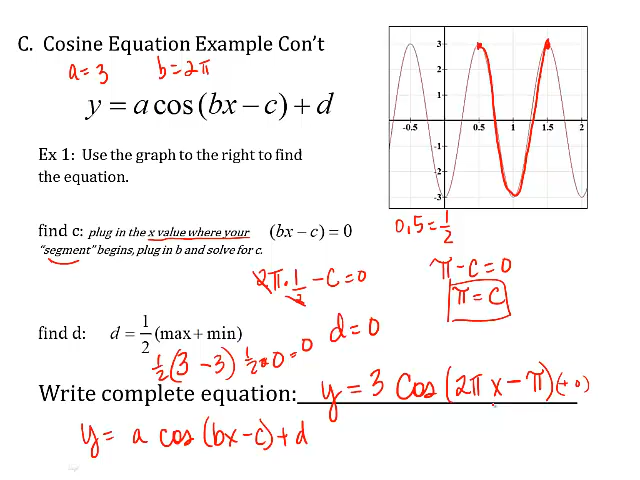 C. Cosine Equation Example Con't
a = 3 b = 2π
y = a cos(bx − c) + d
Ex 1: Use the graph to the right to find
the equation.
3
2
1
-0.5 0.5 1 1.5 2
-1
-2
-3
0.5 = 1/2
find c: plug in the x value where your (bx − c) = 0
"segment" begins, plug in b and solve for c.
2π · 1/2 − C = 0
π − C = 0
π = C
find d: d = 1/2 (max + min)
d = 0
1/2 (3 − 3) 1/2 · 0 = 0
Write complete equation: y = 3 cos(2π x − π) (+ 0)
y = a cos(bx − c) + d